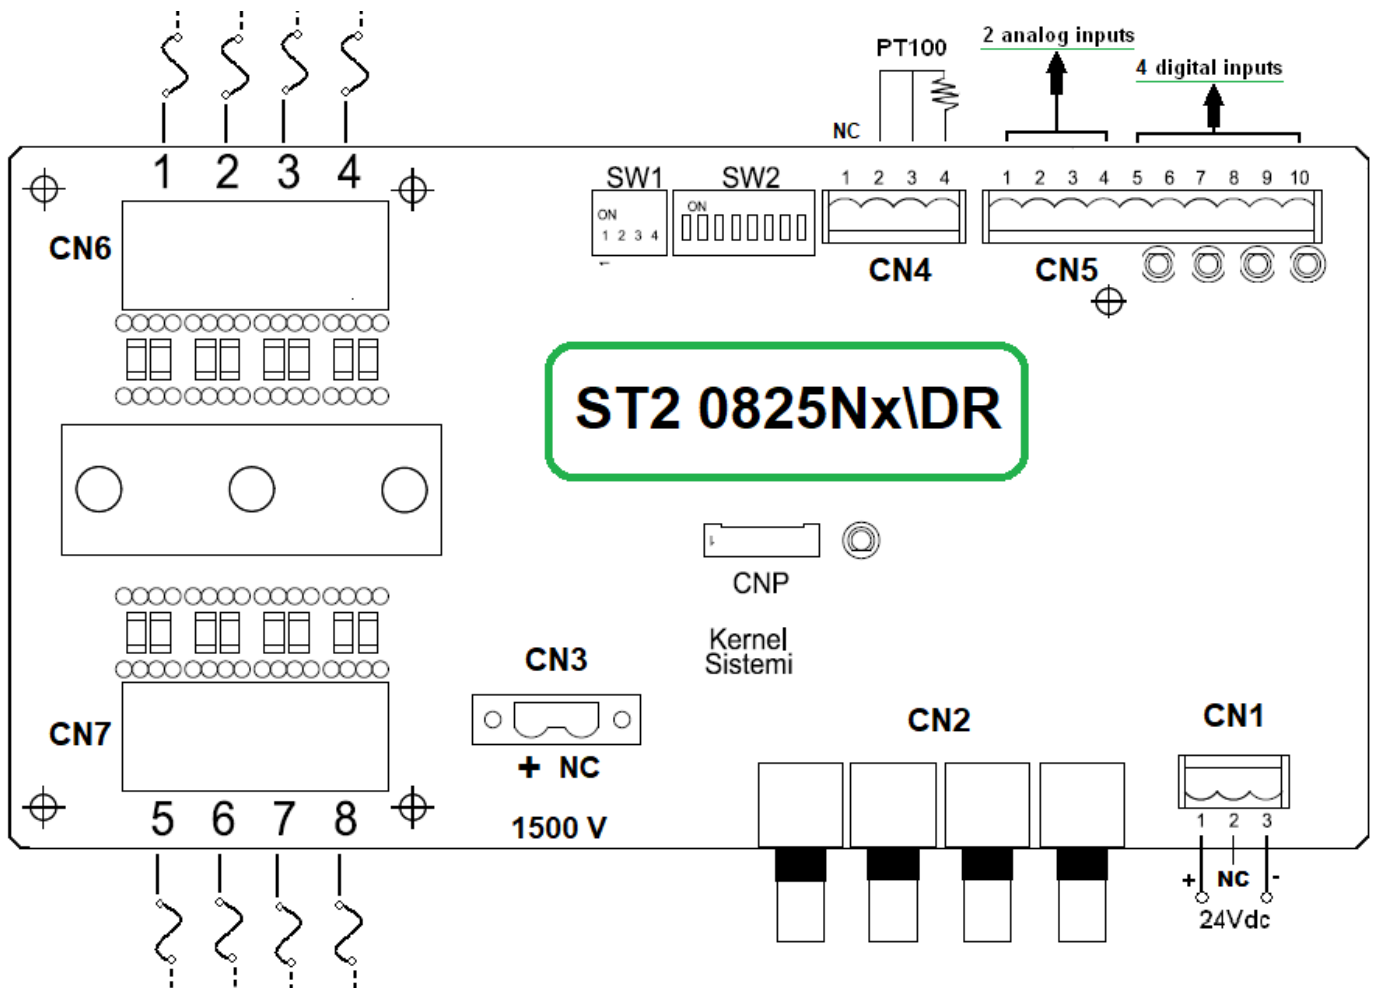 PT100
2 analog inputs
4 digital inputs
NC
1 2 3 4
SW1
SW2
1 2 3 4
1 2 3 4 5 6 7 8 9 10
ON
1 2 3 4
ON
CN6
CN4
CN5
ST2 0825Nx\DR
1
CNP
Kernel
Sistemi
CN3
CN7
+ NC
1500 V
CN2
CN1
5 6 7 8
1 2 3
+ NC -
24Vdc